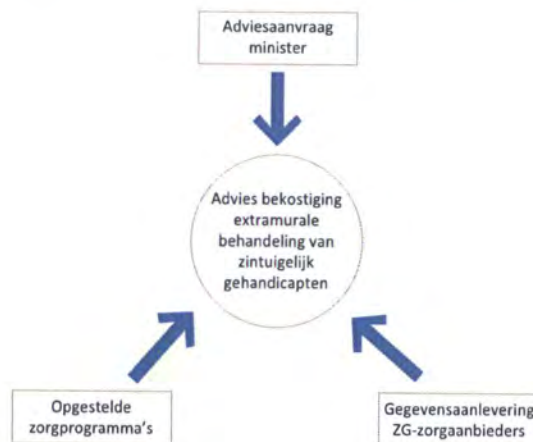 Adviesaanvraag
minister
Advies bekostiging
extramurale
behandeling van
zintuigelijk
gehandicapten
Opgestelde
zorgprogramma's
Gegevensaanlevering
ZG-zorgaanbieders